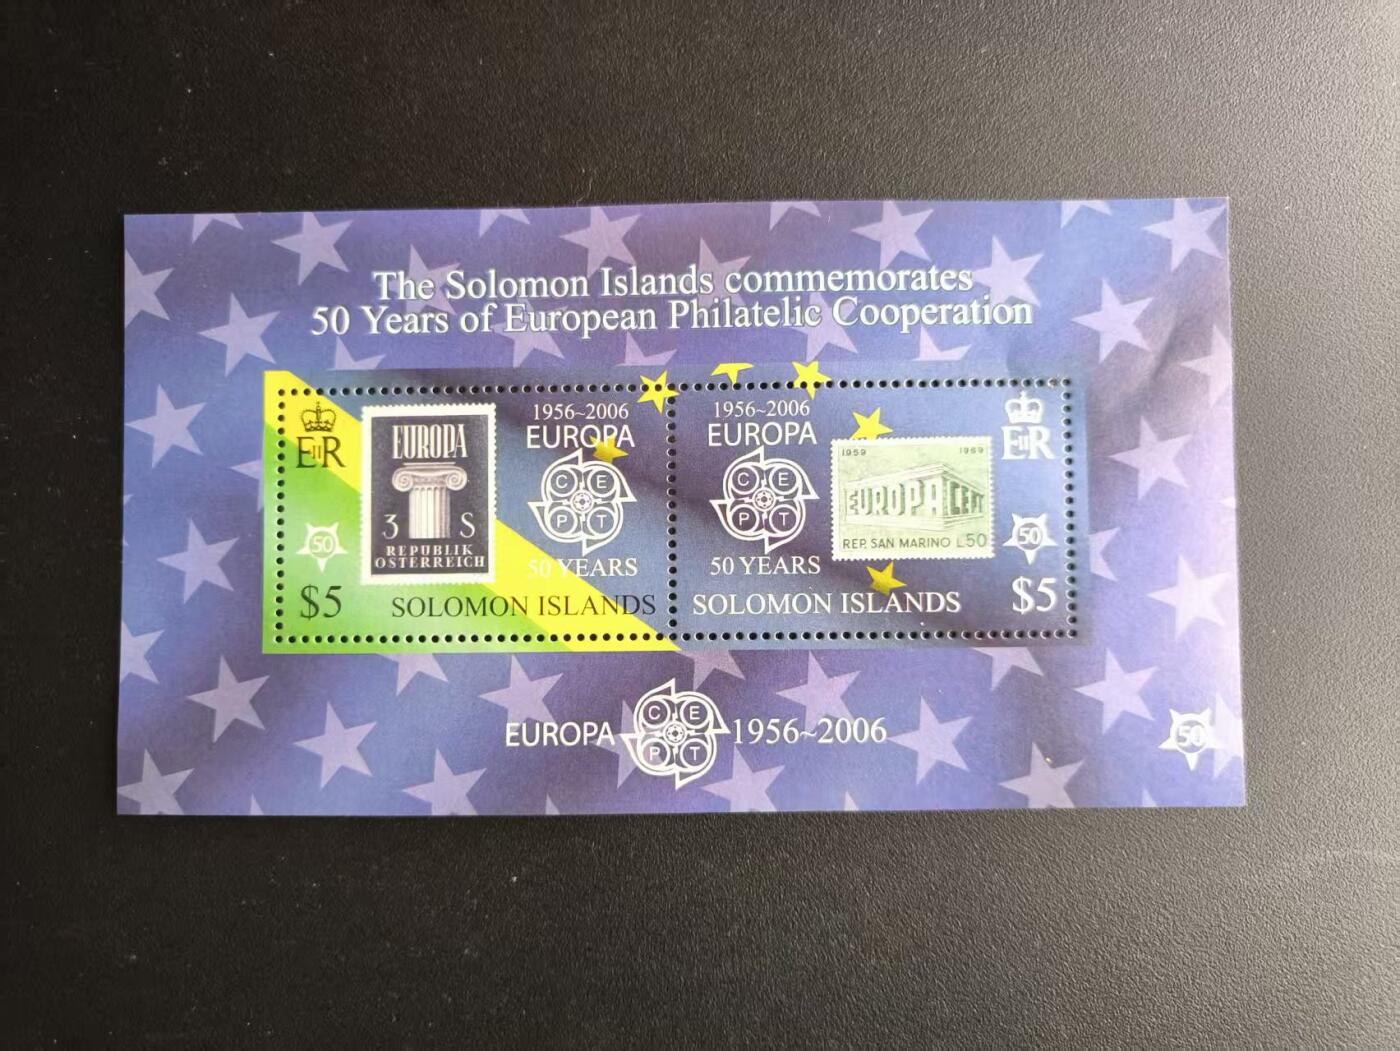 The Solomon Islands commemorates
50 Years of European Philatelic Cooperation
EIIR
EUROPA
3 S
REPUBLIK
ÖSTERREICH
50
$5
1956~2006
EUROPA
C E
P T
50 YEARS
SOLOMON ISLANDS
1956~2006
EUROPA
C E
P T
50 YEARS
SOLOMON ISLANDS
1959 1969
EUROPA CEPT
REP. SAN MARINO L.50
EIIR
50
$5
EUROPA C E P T 1956~2006
50